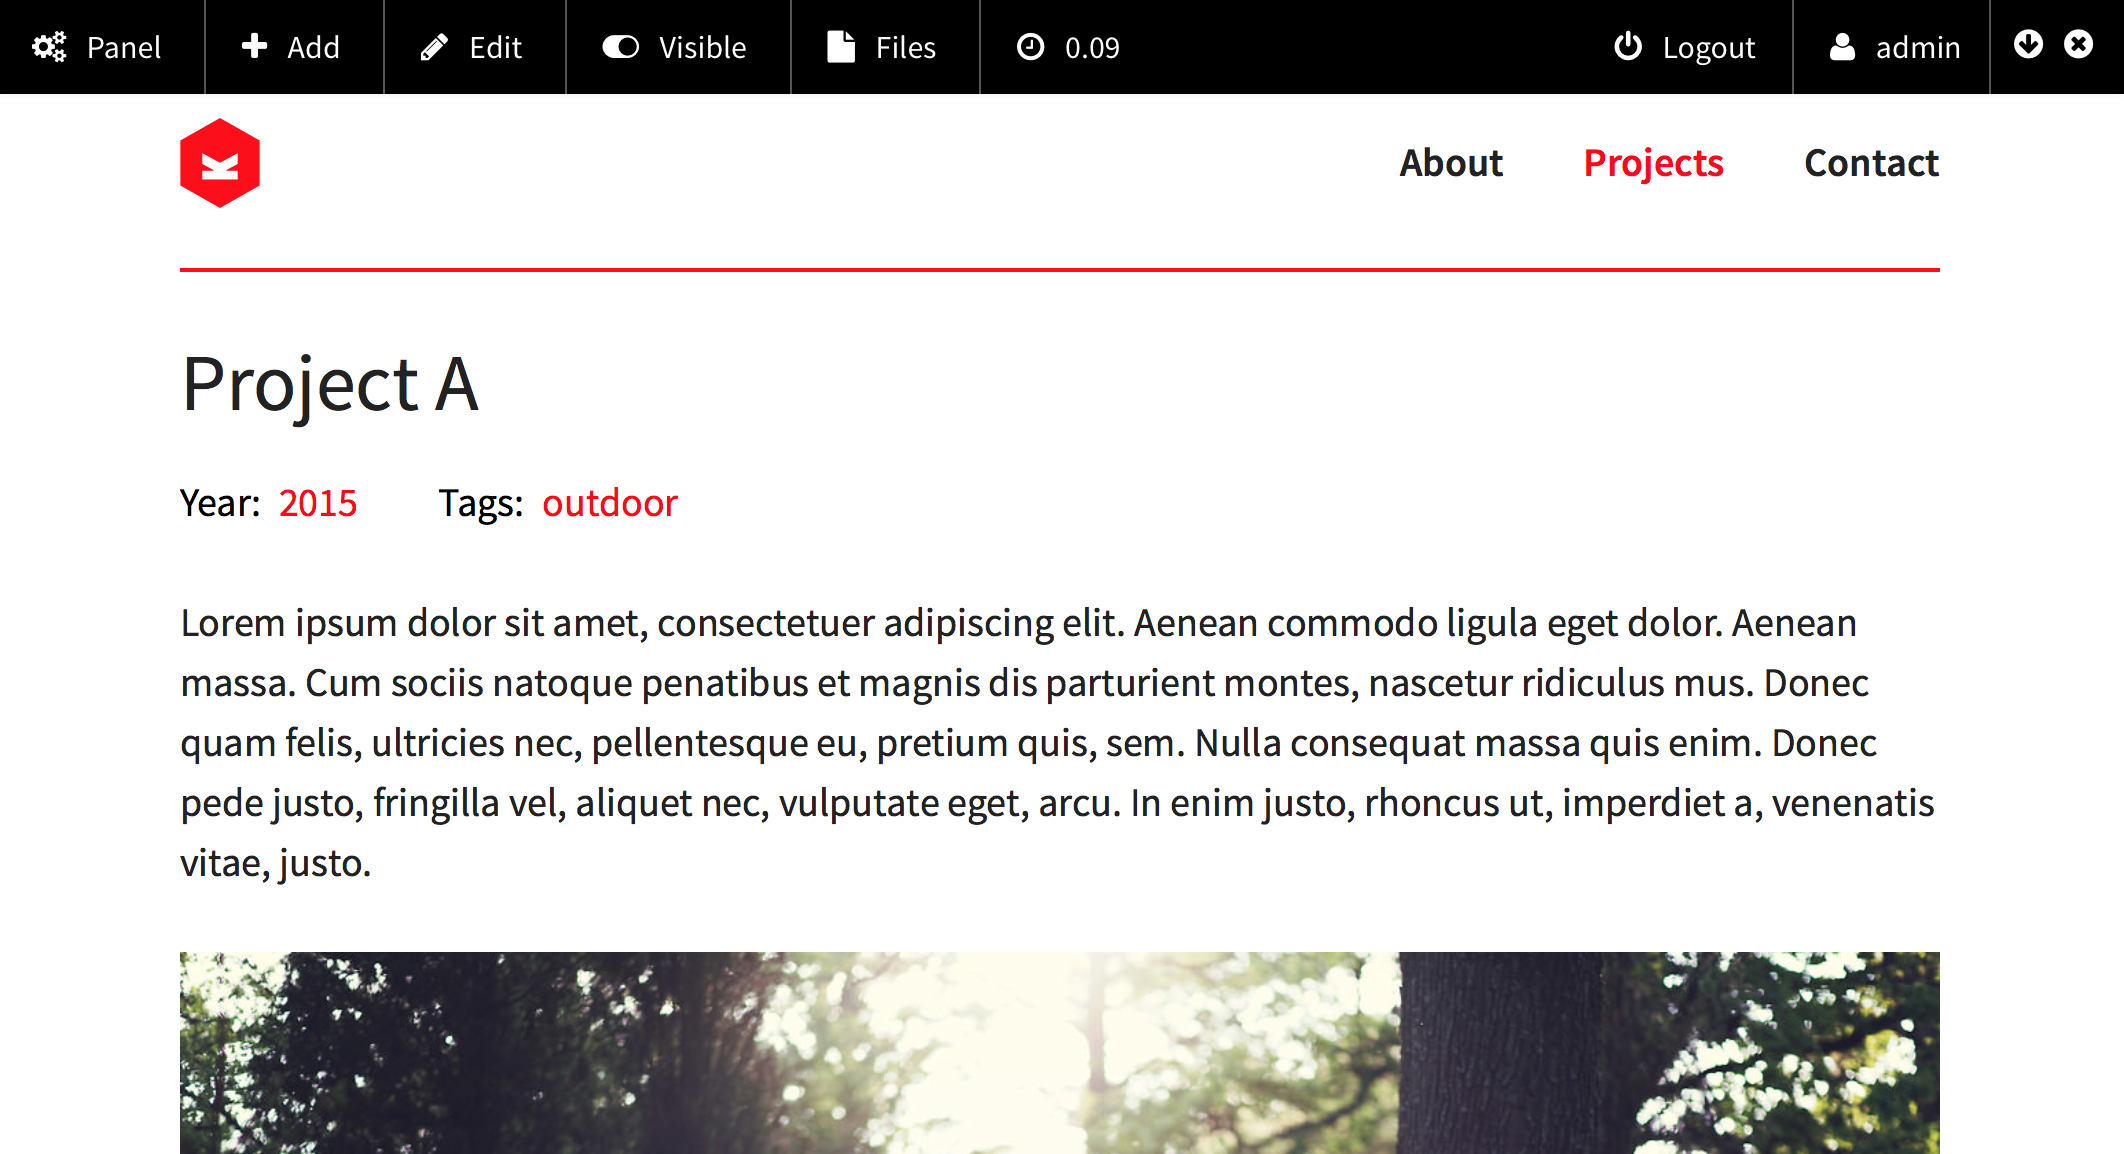 Panel Add Edit Visible Files 0.09 Logout admin
About Projects Contact
Project A
Year: 2015 Tags: outdoor
Lorem ipsum dolor sit amet, consectetuer adipiscing elit. Aenean commodo ligula eget dolor. Aenean
massa. Cum sociis natoque penatibus et magnis dis parturient montes, nascetur ridiculus mus. Donec
quam felis, ultricies nec, pellentesque eu, pretium quis, sem. Nulla consequat massa quis enim. Donec
pede justo, fringilla vel, aliquet nec, vulputate eget, arcu. In enim justo, rhoncus ut, imperdiet a, venenatis
vitae, justo.